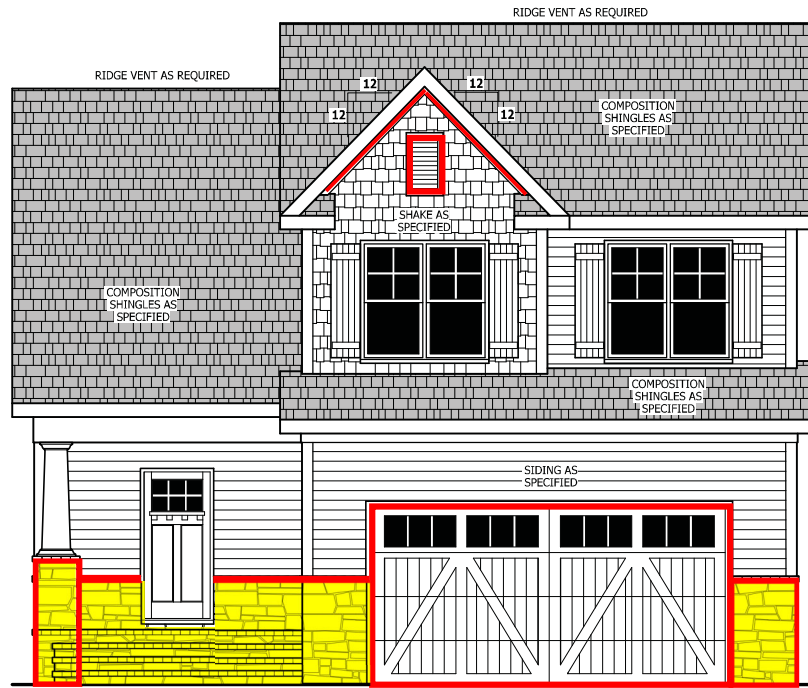 RIDGE VENT AS REQUIRED
RIDGE VENT AS REQUIRED
12
12
12
12
COMPOSITION
SHINGLES AS
SPECIFIED
SHAKE AS
SPECIFIED
COMPOSITION
SHINGLES AS
SPECIFIED
COMPOSITION
SHINGLES AS
SPECIFIED
SIDING AS
SPECIFIED